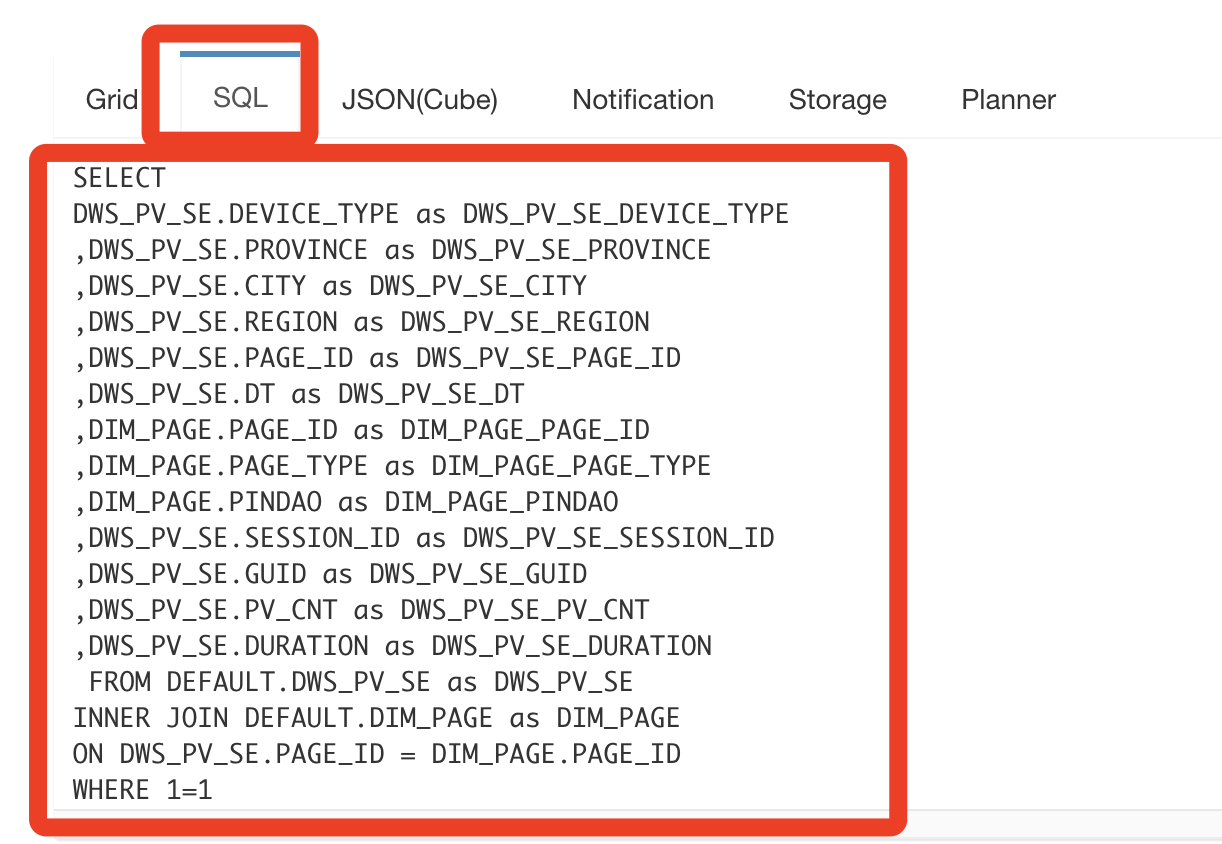 Grid SQL JSON(Cube) Notification Storage Planner
SELECT
DWS_PV_SE.DEVICE_TYPE as DWS_PV_SE_DEVICE_TYPE
,DWS_PV_SE.PROVINCE as DWS_PV_SE_PROVINCE
,DWS_PV_SE.CITY as DWS_PV_SE_CITY
,DWS_PV_SE.REGION as DWS_PV_SE_REGION
,DWS_PV_SE.PAGE_ID as DWS_PV_SE_PAGE_ID
,DWS_PV_SE.DT as DWS_PV_SE_DT
,DIM_PAGE.PAGE_ID as DIM_PAGE_PAGE_ID
,DIM_PAGE.PAGE_TYPE as DIM_PAGE_PAGE_TYPE
,DIM_PAGE.PINDAO as DIM_PAGE_PINDAO
,DWS_PV_SE.SESSION_ID as DWS_PV_SE_SESSION_ID
,DWS_PV_SE.GUID as DWS_PV_SE_GUID
,DWS_PV_SE.PV_CNT as DWS_PV_SE_PV_CNT
,DWS_PV_SE.DURATION as DWS_PV_SE_DURATION
 FROM DEFAULT.DWS_PV_SE as DWS_PV_SE
INNER JOIN DEFAULT.DIM_PAGE as DIM_PAGE
ON DWS_PV_SE.PAGE_ID = DIM_PAGE.PAGE_ID
WHERE 1=1